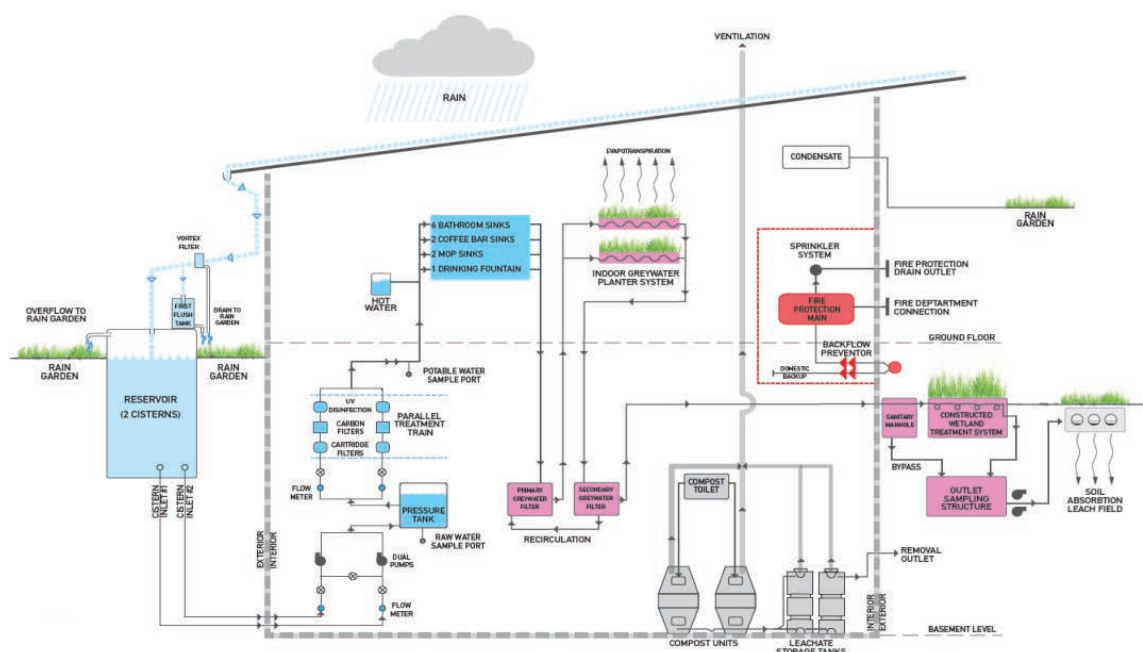 VENTILATION
RAIN
EVAPOTRANSPIRATION
CONDENSATE
RAIN
GARDEN
VORTEX
FILTER
6 BATHROOM SINKS
2 COFFEE BAR SINKS
2 MOP SINKS
1 DRINKING FOUNTAIN
INDOOR GREYWATER
PLANTER SYSTEM
SPRINKLER
SYSTEM
FIRE PROTECTION
DRAIN OUTLET
HOT
WATER
FIRE
PROTECTION
MAIN
FIRE DEPTARTMENT
CONNECTION
OVERFLOW TO
RAIN GARDEN
FIRST
FLUSH
TANK
DRAIN TO
RAIN
GARDEN
GROUND FLOOR
BACKFLOW
PREVENTOR
DOMESTIC
BACKUP
RAIN
GARDEN
RAIN
GARDEN
POTABLE WATER
SAMPLE PORT
RESERVOIR
(2 CISTERNS)
UV
DISINFECTION
CARBON
FILTERS
CARTRIDGE
FILTERS
PARALLEL
TREATMENT
TRAIN
SANITARY
MANHOLE
CONSTRUCTED
WETLAND
TREATMENT SYSTEM
BYPASS
OUTLET
SAMPLING
STRUCTURE
SOIL
ABSORPTION
LEACH FIELD
FLOW
METER
PRESSURE
TANK
PRIMARY
GREYWATER
FILTER
SECONDARY
GREYWATER
FILTER
RECIRCULATION
COMPOST
TOILET
CISTERN
INLET #1
CISTERN
INLET #2
RAW WATER
SAMPLE PORT
EXTERIOR
INTERIOR
DUAL
PUMPS
REMOVAL
OUTLET
FLOW
METER
INTERIOR
EXTERIOR
BASEMENT LEVEL
COMPOST UNITS
LEACHATE
STORAGE TANKS